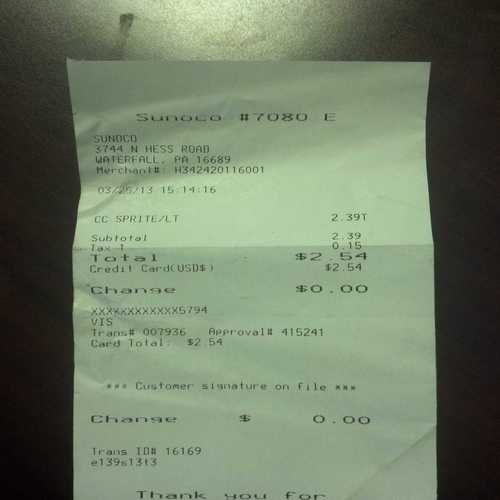 Sunoco #7080 E
SUNOCO
3744 N HESS ROAD
WATERFALL, PA 16689
Merchant#: H342420116001
03/25/13 15:14:16
CC SPRITE/LT 2.39T
Subtotal 2.39
Tax 1 0.15
Total $2.54
Credit Card(USD$) $2.54
Change $0.00
XXXXXXXXXXXX5794
VIS
Trans# 007936 Approval# 415241
Card Total: $2.54
*** Customer signature on file ***
Change $ 0.00
Trans ID# 16169
e139s13t3
Thank you for